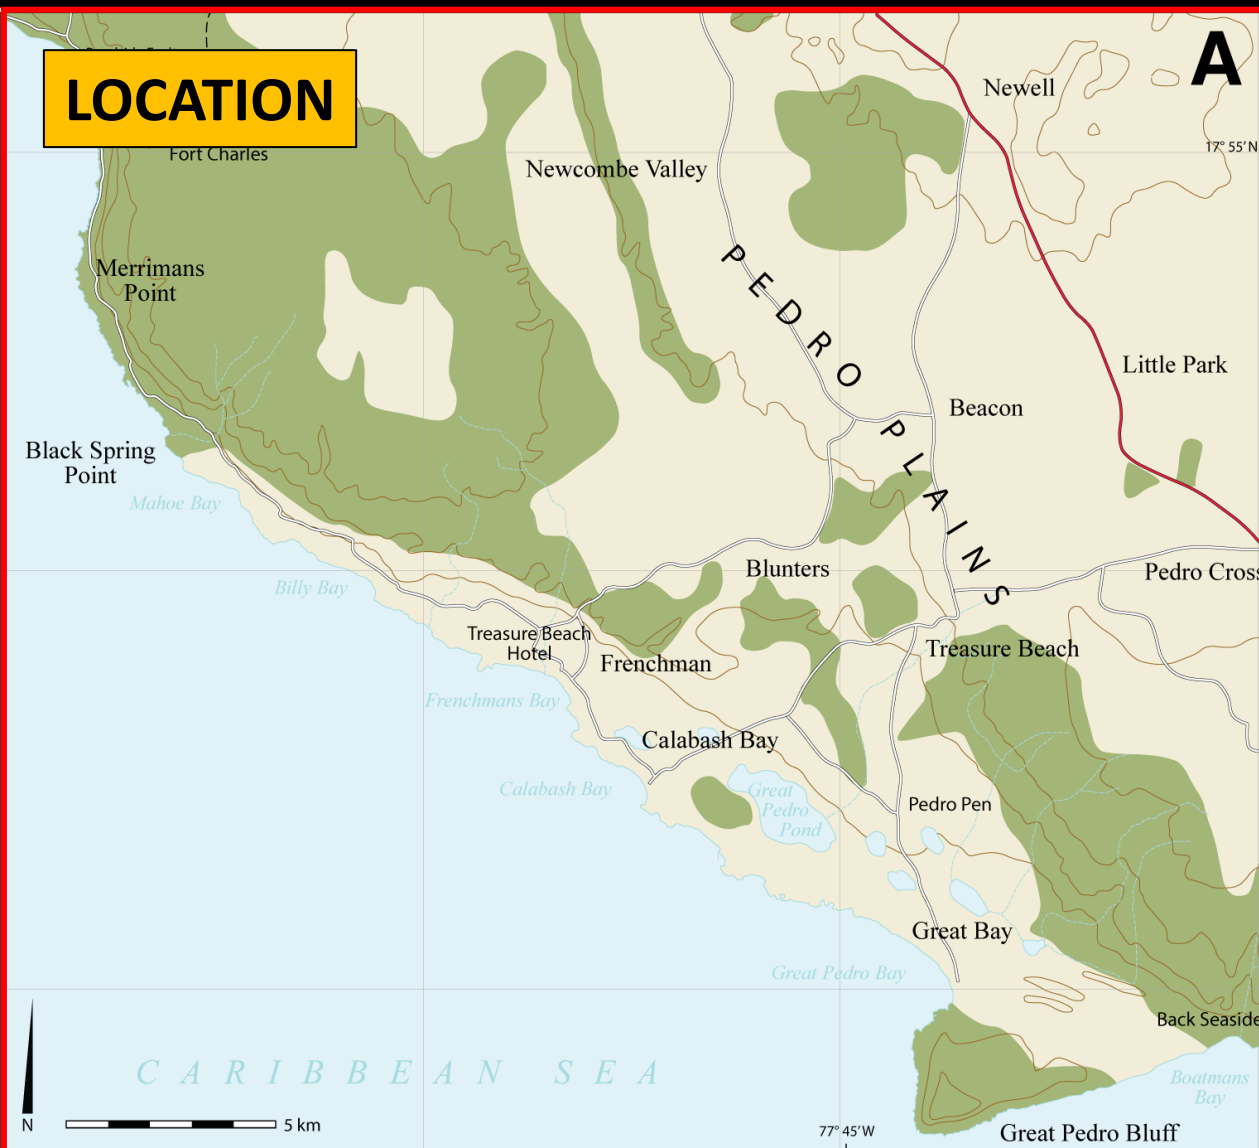 A
LOCATION
Newell
17° 55' N
Fort Charles
Newcombe Valley
PEDRO PLAINS
Merrimans
Point
Little Park
Beacon
Black Spring
Point
Mahoe Bay
Blunters
Pedro Cross
Billy Bay
Treasure Beach
Hotel
Treasure Beach
Frenchman
Frenchmans Bay
Calabash Bay
Calabash Bay
Great
Pedro
Pond
Pedro Pen
Great Bay
Great Pedro Bay
Back Seaside
CARIBBEAN SEA
Boatmans
Bay
N
5 km
77° 45' W
Great Pedro Bluff